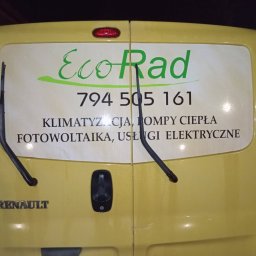 EcoRad
794 505 161
KLIMATYZACJA, POMPY CIEPŁA
FOTOWOLTAIKA, USŁUGI ELEKTRYCZNE
RENAULT